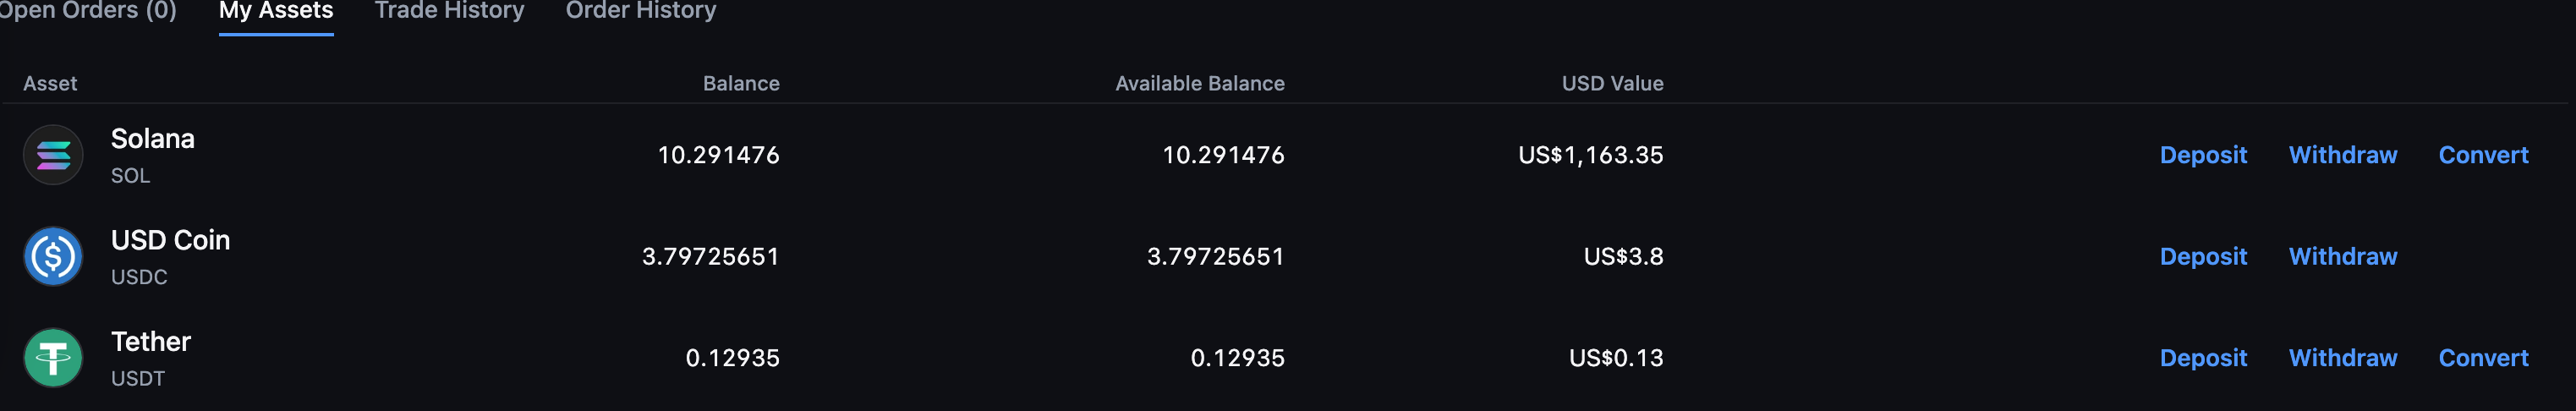 Open Orders (0) My Assets Trade History Order History
Asset Balance Available Balance USD Value
Solana
SOL
10.291476 10.291476 US$1,163.35 Deposit Withdraw Convert
USD Coin
USDC
3.79725651 3.79725651 US$3.8 Deposit Withdraw
Tether
USDT
0.12935 0.12935 US$0.13 Deposit Withdraw Convert